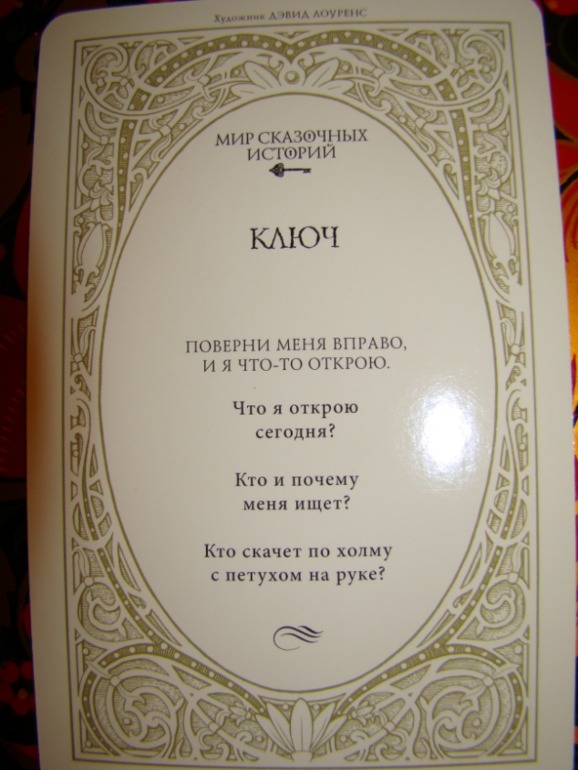 Художник ДЭВИД ЛОУРЕНС
МИР СКАЗОЧНЫХ
ИСТОРИЙ
КЛЮЧ
ПОВЕРНИ МЕНЯ ВПРАВО,
И Я ЧТО-ТО ОТКРОЮ.
Что я открою
сегодня?
Кто и почему
меня ищет?
Кто скачет по холму
с петухом на руке?